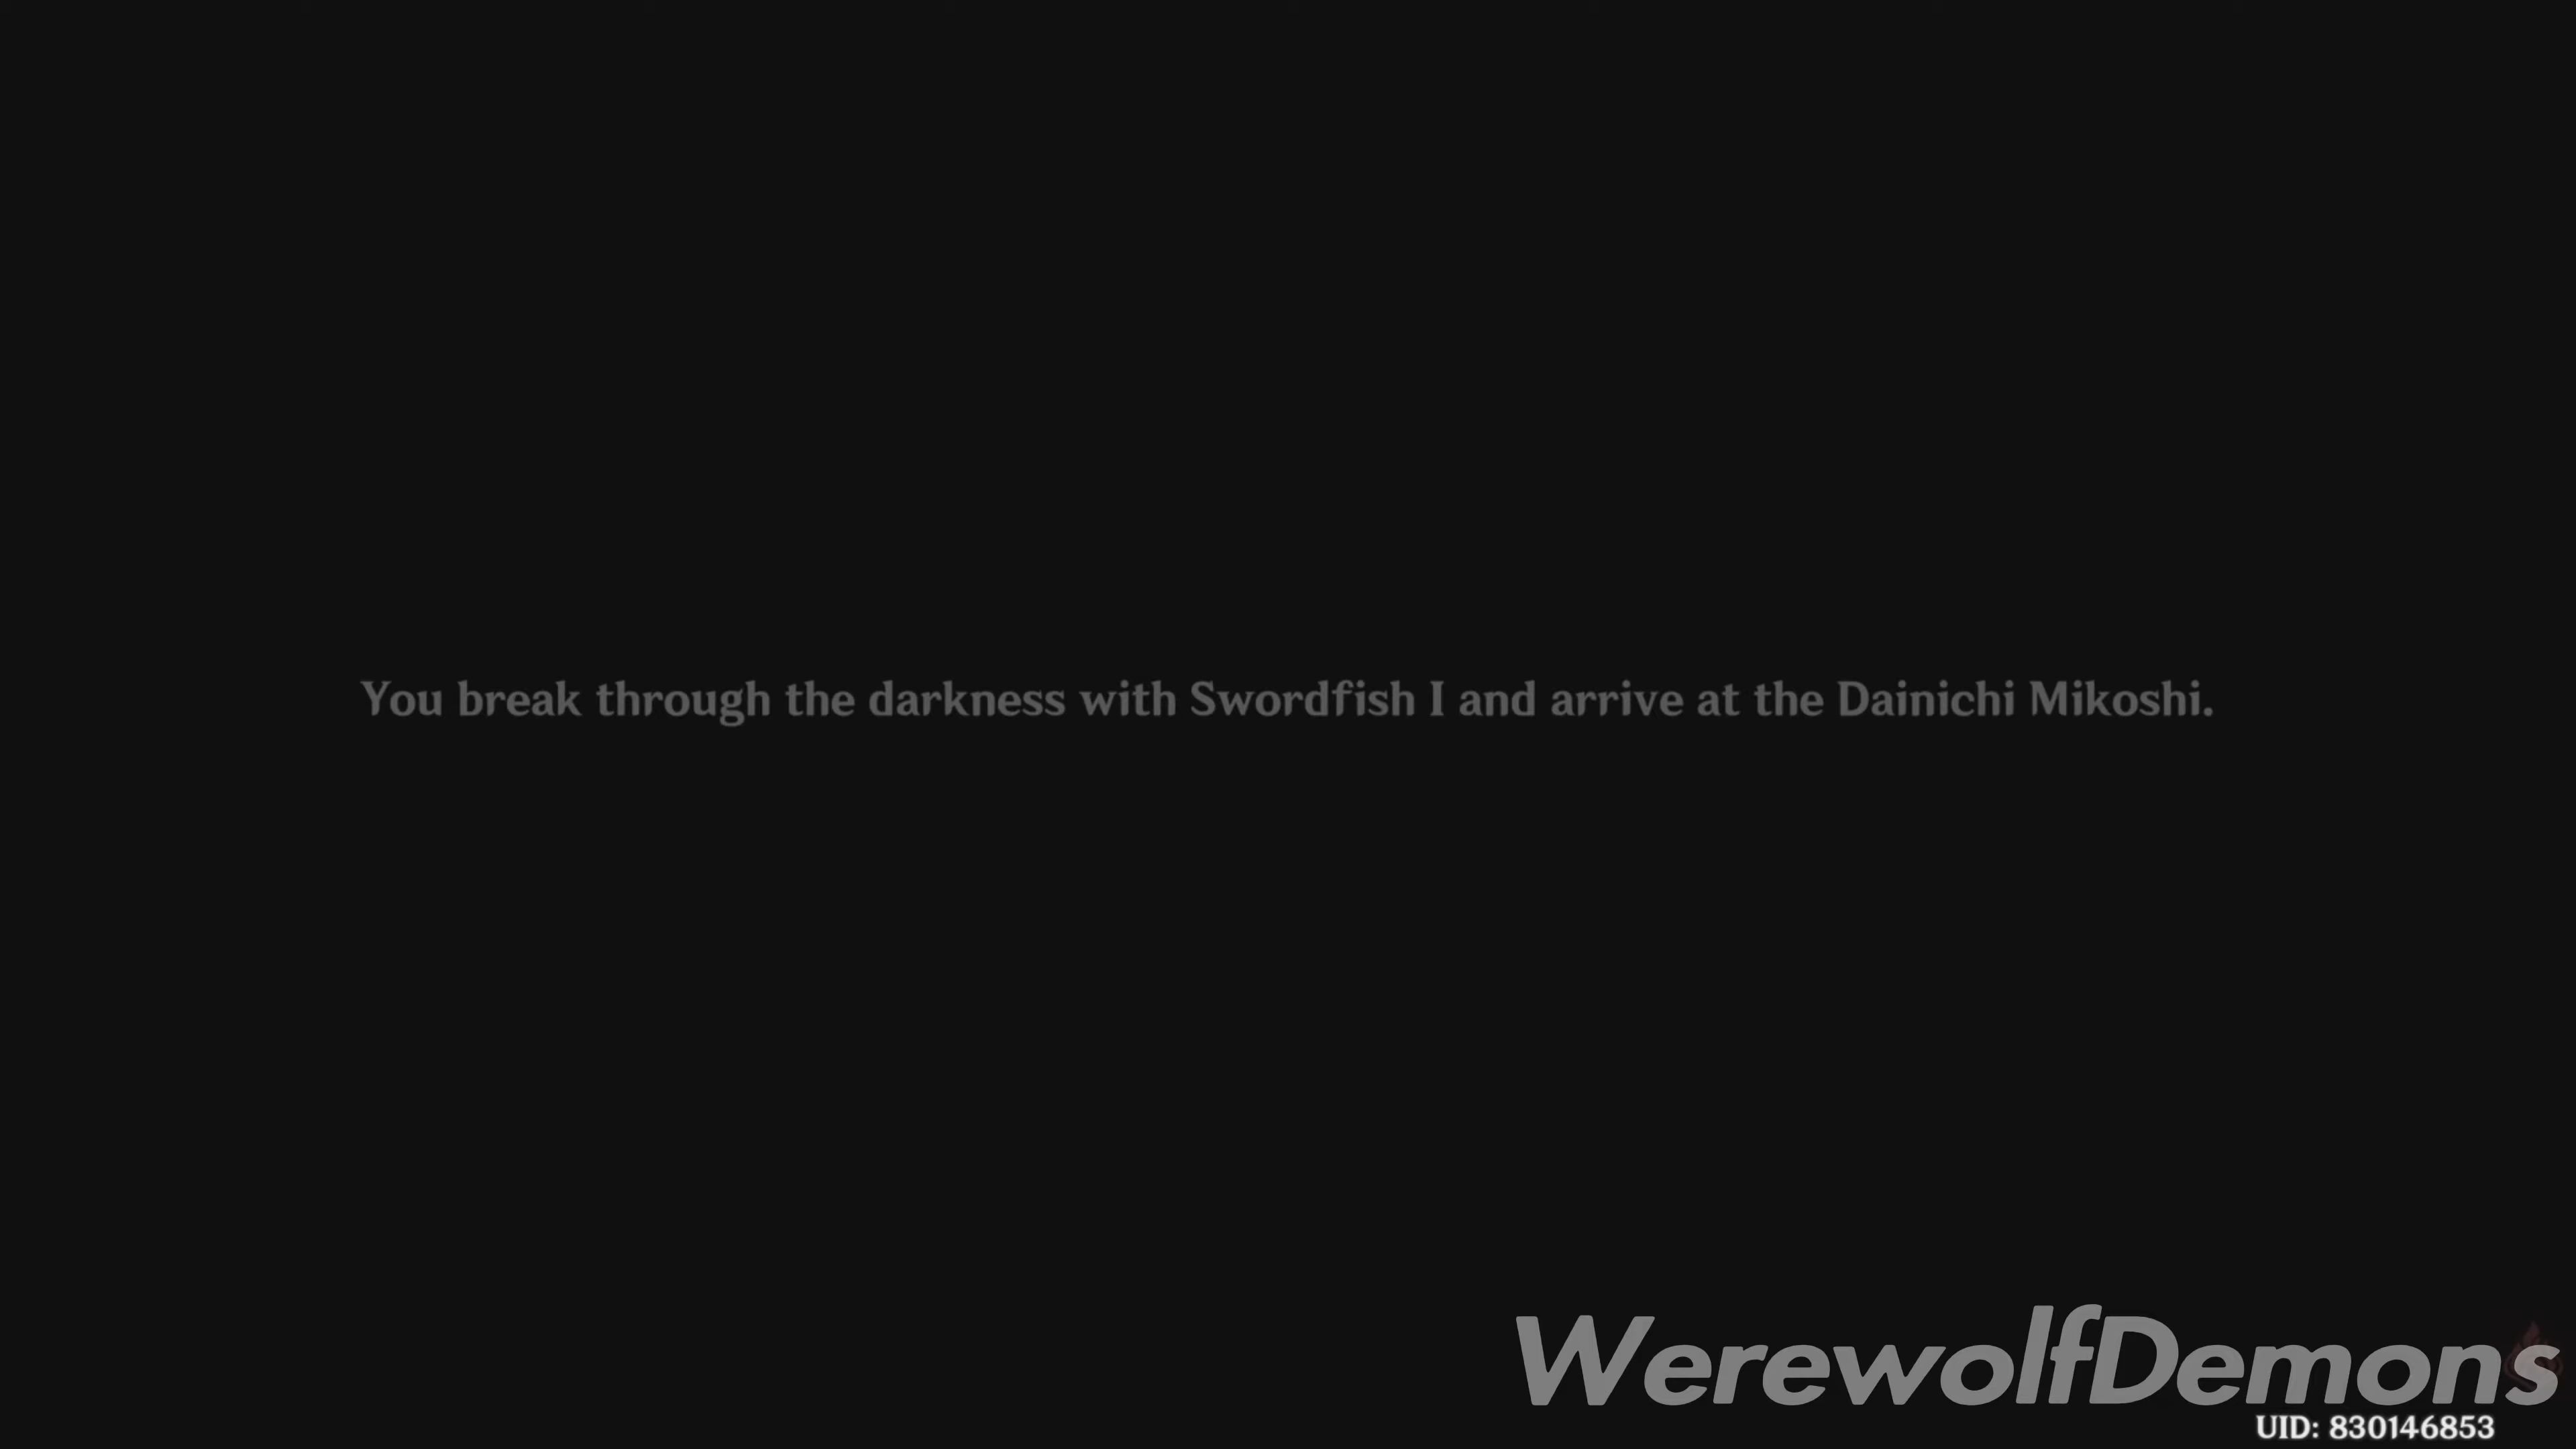 You break through the darkness with Swordfish I and arrive at the Dainichi Mikoshi.
WerewolfDemons
UID: 830146853